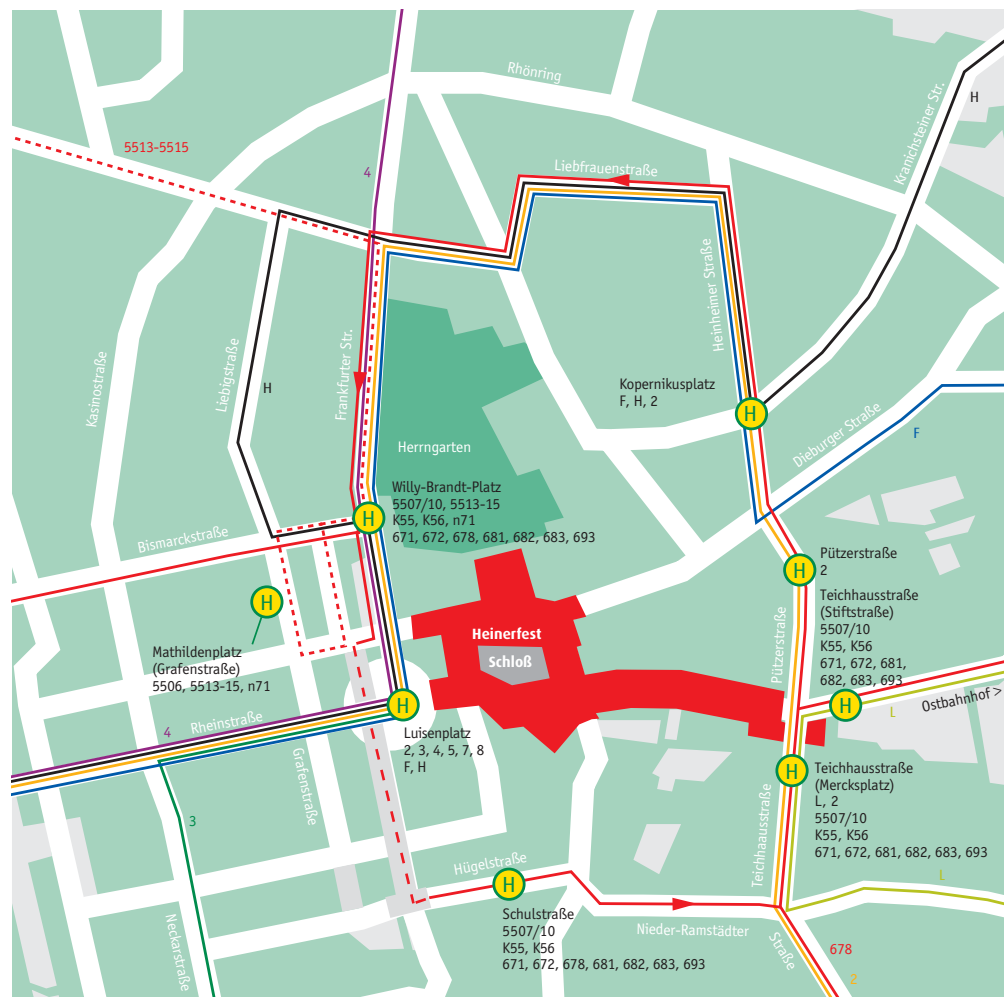 Rhönring
Kranichsteiner Str.
H
5513-5515
4
Liebfrauenstraße
Heinheimer Straße
Kasinostraße
Liebigstraße
H
Frankfurter Str.
Kopernikusplatz
F, H, 2
H
Dieburger Straße
F
Herrngarten
Willy-Brandt-Platz
5507/10, 5513-15
K55, K56, n71
671, 672, 678, 681, 682, 683, 693
H
Bismarckstraße
Pützerstraße
2
H
Teichhausstraße
(Stiftstraße)
5507/10
K55, K56
671, 672, 681,
682, 683, 693
H
Pützerstraße
H
Mathildenplatz
(Grafenstraße)
5506, 5513-15, n71
Heinerfest
Schloß
Ostbahnhof >
L
H
Luisenplatz
2, 3, 4, 5, 7, 8
F, H
Rheinstraße
4
Grafenstraße
3
H
Teichhausstraße
(Mercksplatz)
L, 2
5507/10
K55, K56
671, 672, 681, 682, 683, 693
Teichhausstraße
L
Hügelstraße
H
Schulstraße
5507/10
K55, K56
671, 672, 678, 681, 682, 683, 693
Neckarstraße
Nieder-Ramstädter
Straße
678
2